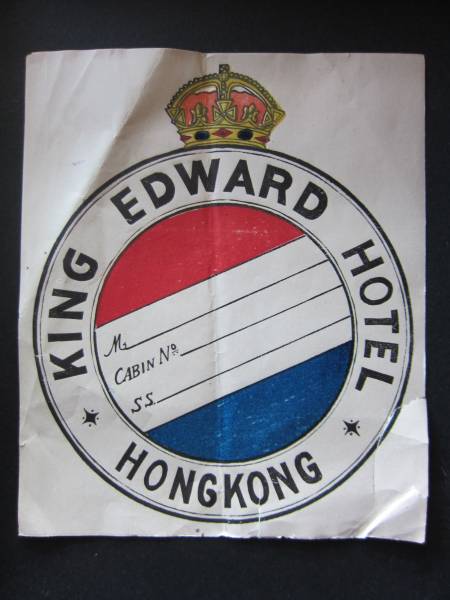 KING EDWARD HOTEL
M.
CABIN No.
S.S.
HONGKONG